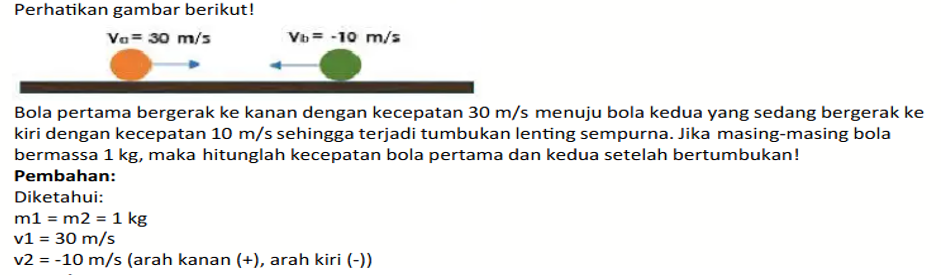 Perhatikan gambar berikut!
Va= 30 m/s Vb= -10 m/s
Bola pertama bergerak ke kanan dengan kecepatan 30 m/s menuju bola kedua yang sedang bergerak ke
kiri dengan kecepatan 10 m/s sehingga terjadi tumbukan lenting sempurna. Jika masing-masing bola
bermassa 1 kg, maka hitunglah kecepatan bola pertama dan kedua setelah bertumbukan!
Pembahan:
Diketahui:
m1 = m2 = 1 kg
v1 = 30 m/s
v2 = -10 m/s (arah kanan (+), arah kiri (-))